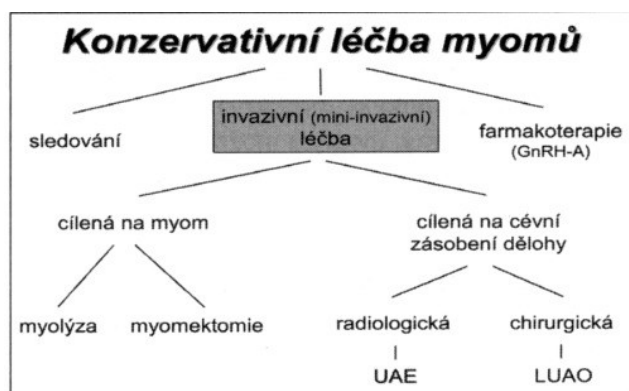 Konzervativní léčba myomů
sledování
invazivní (mini-invazivní)
léčba
farmakoterapie
(GnRH-A)
cílená na myom
cílená na cévní
zásobení dělohy
myolýza
myomektomie
radiologická
chirurgická
UAE
LUAO